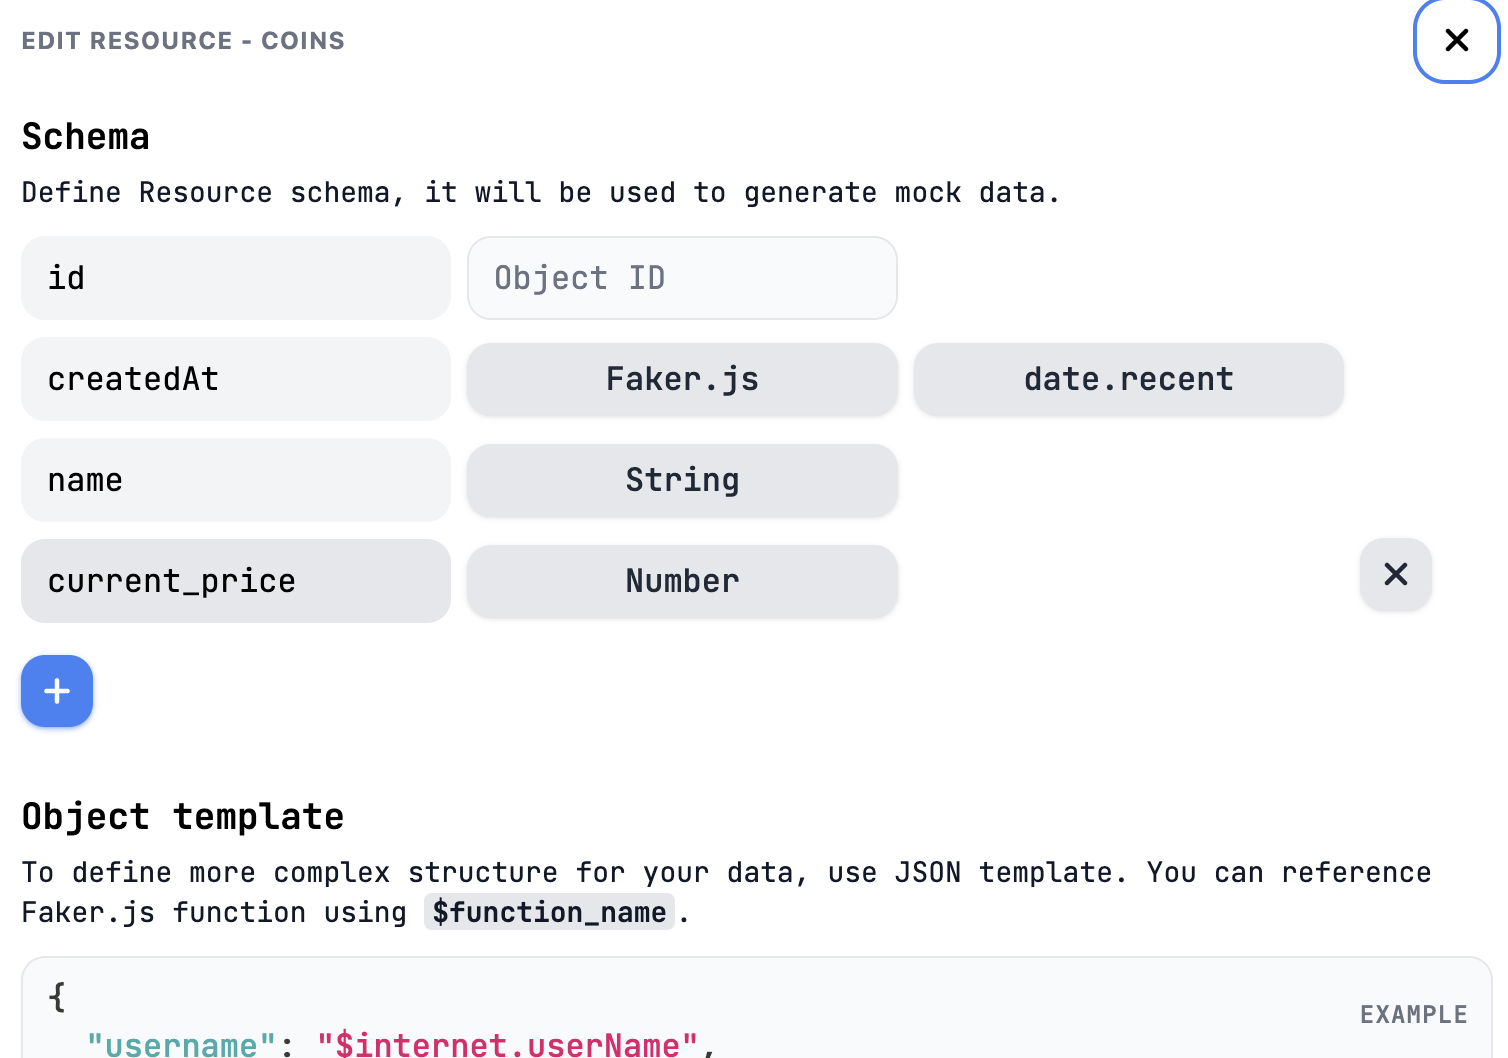 EDIT RESOURCE - COINS
Schema
Define Resource schema, it will be used to generate mock data.
id Object ID
createdAt Faker.js date.recent
name String
current_price Number
Object template
To define more complex structure for your data, use JSON template. You can reference
Faker.js function using $function_name.
{
EXAMPLE
"username": "$internet.userName",